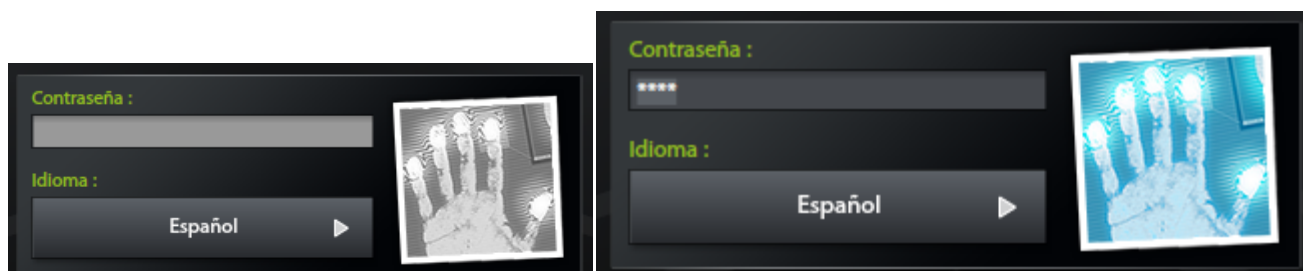 Contraseña :
Idioma :
Español
Contraseña :
****
Idioma :
Español